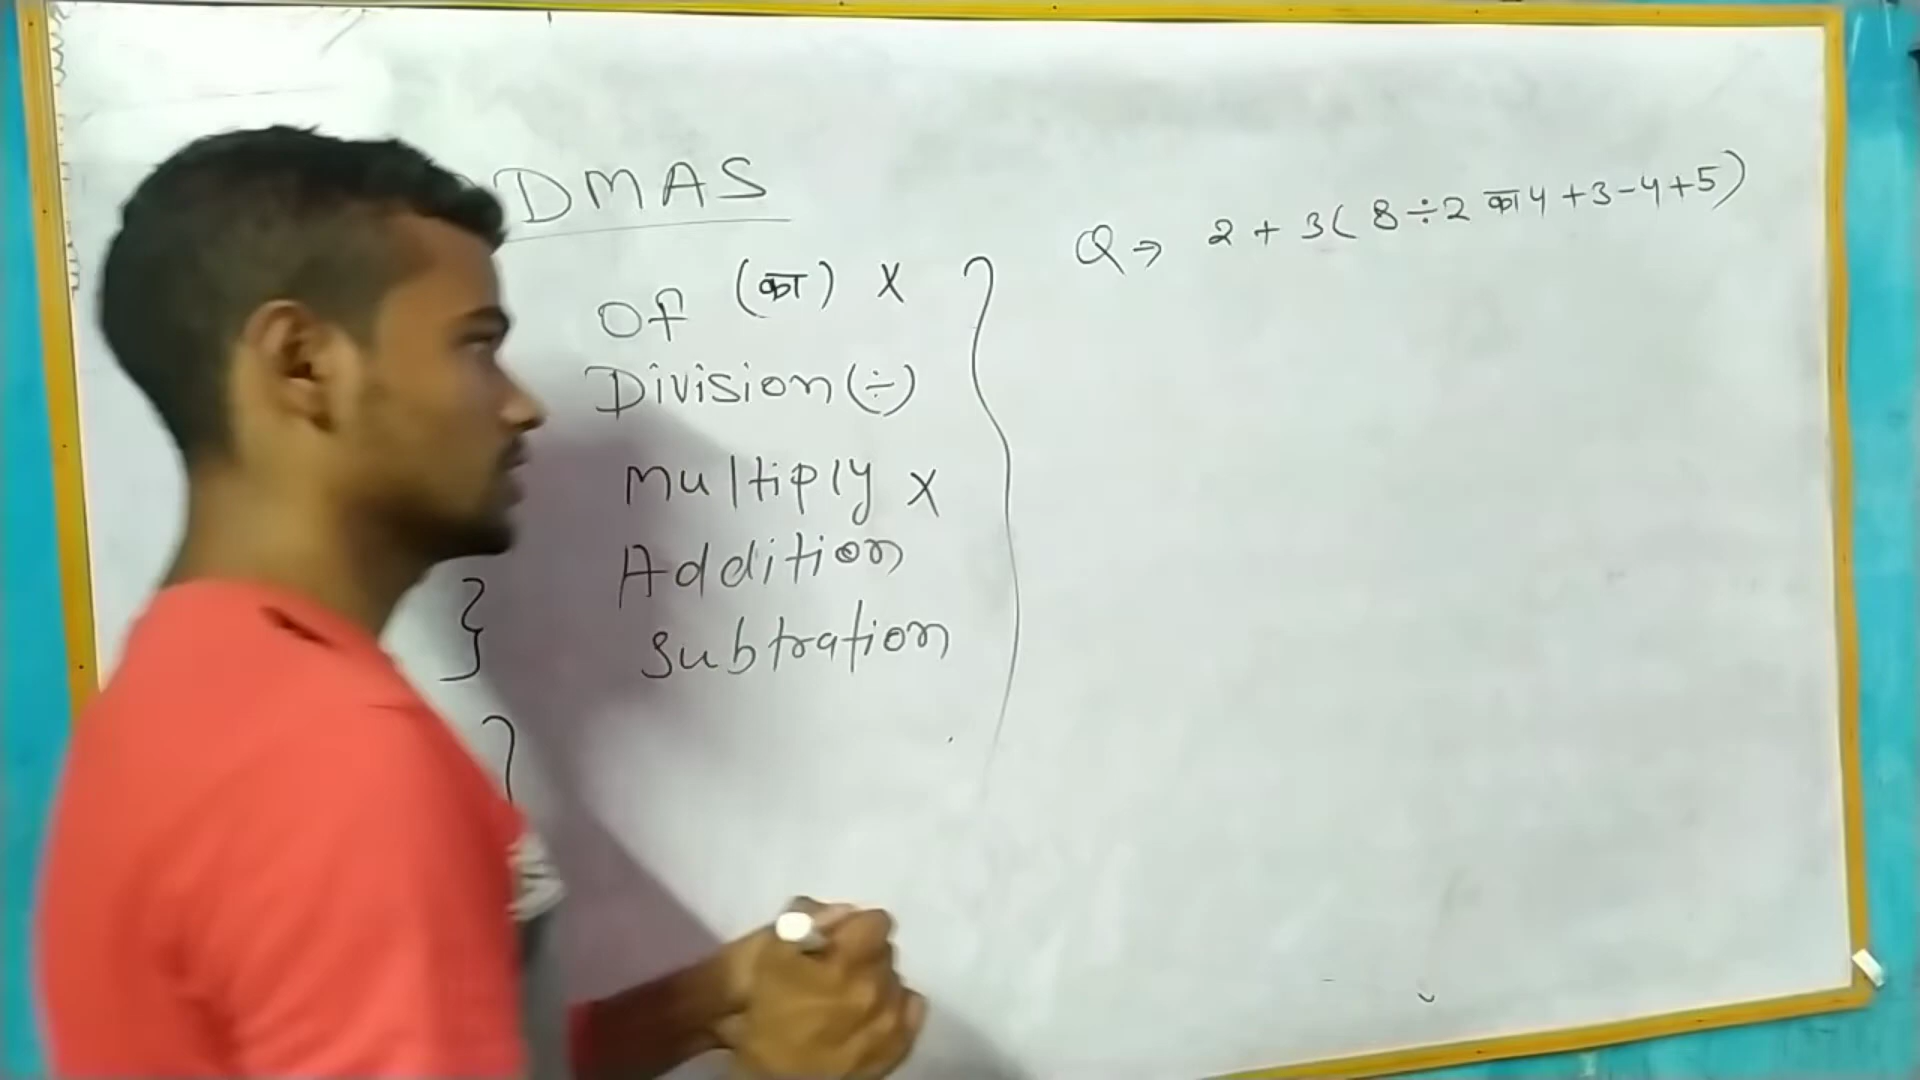 DMAS
Of (का) x
Division (÷)
Multiply x
Addition
Subtration
}
Q → 2 + 3( 8 ÷ 2 का 4 + 3 - 4 + 5)